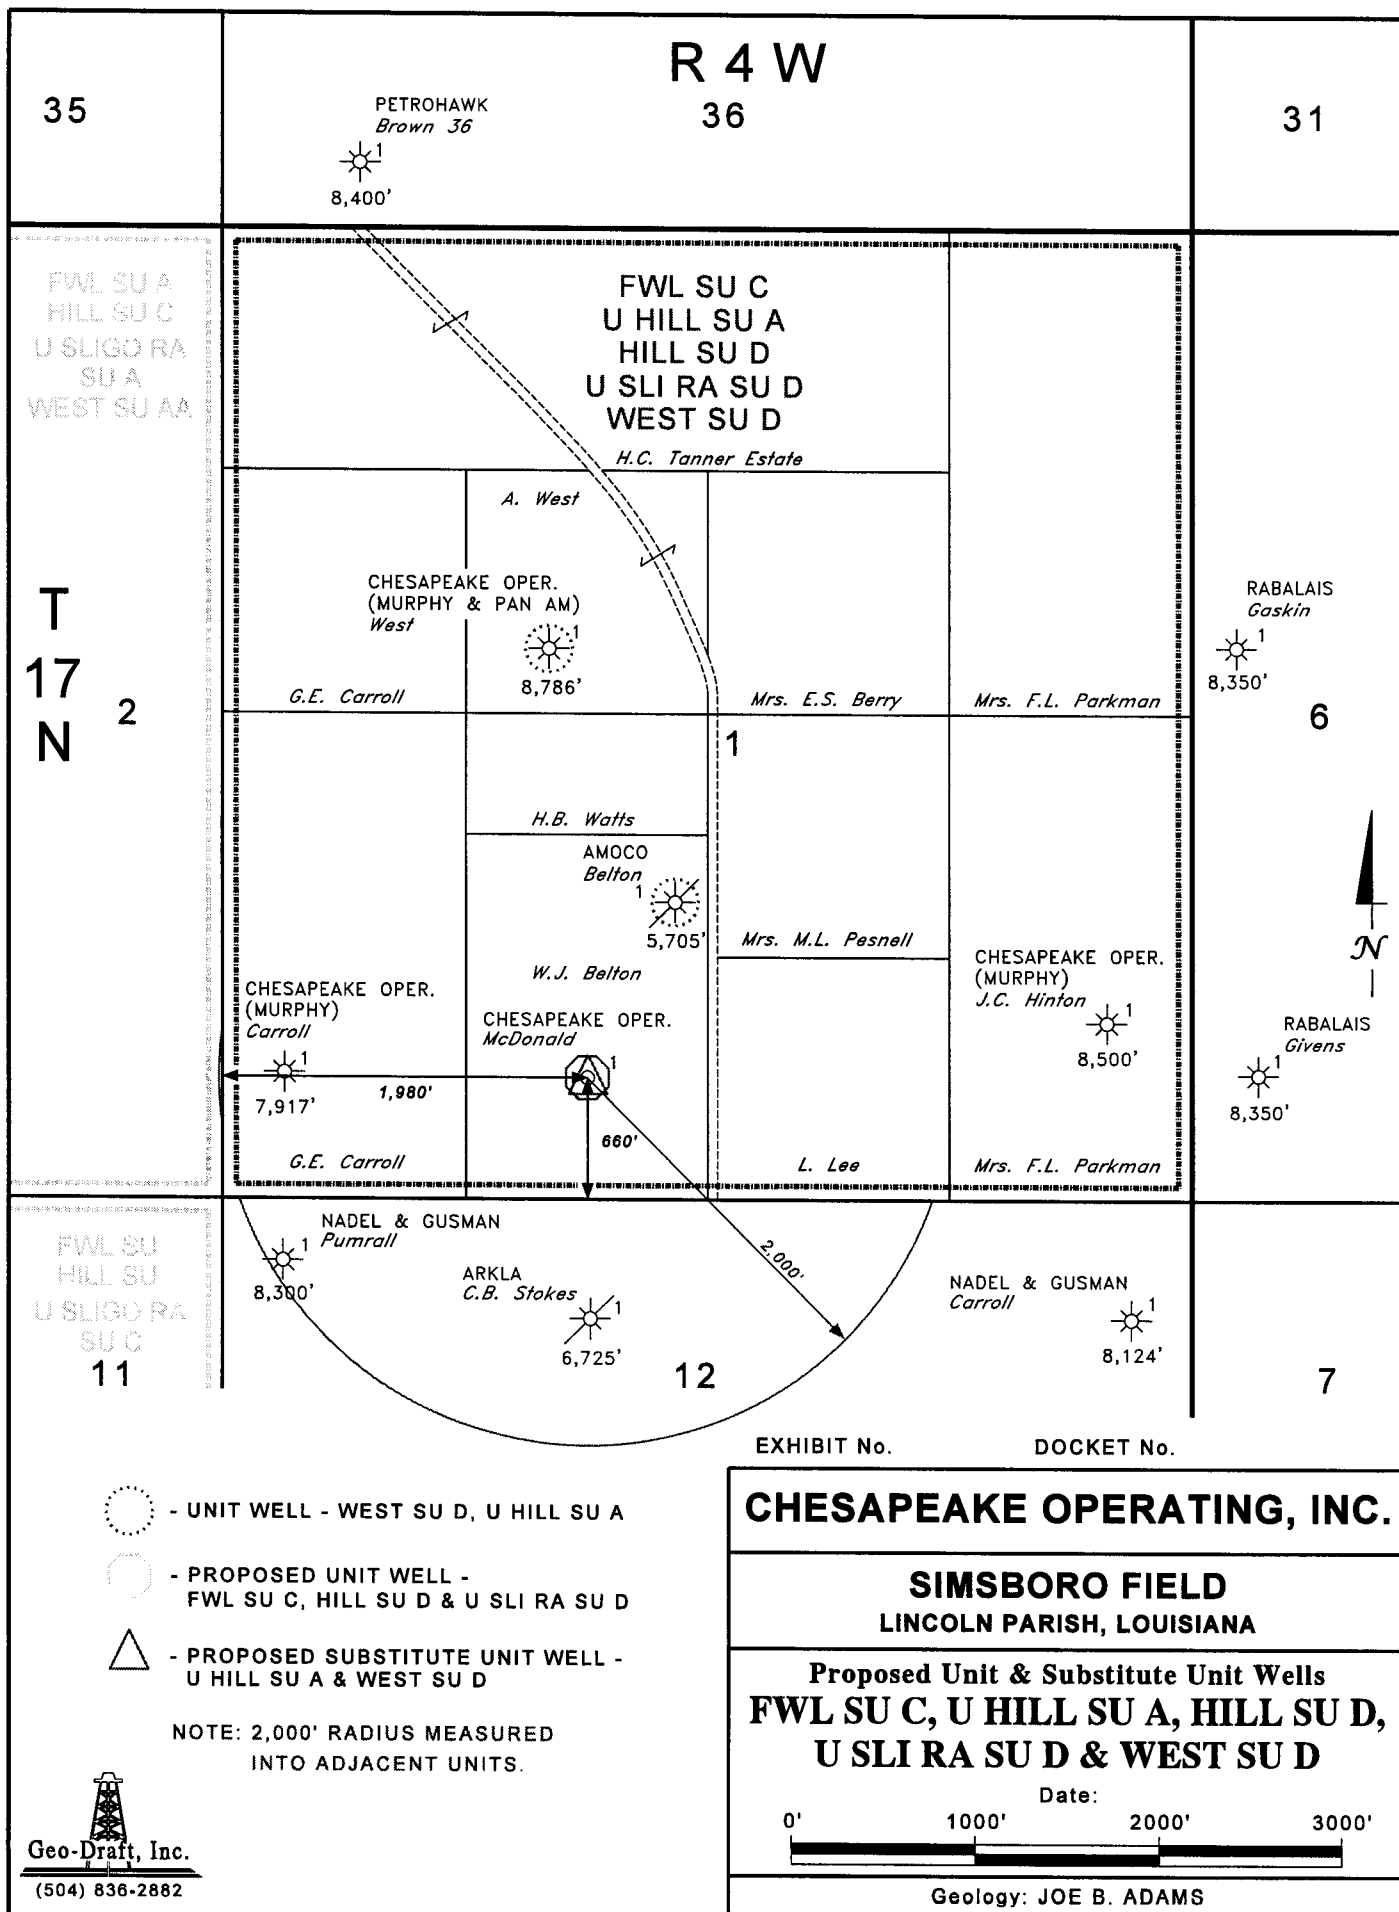 R 4 W
35
36
31
PETROHAWK
Brown 36
1
8,400'
FWL SU A
HILL SU C
U SLIGO RA
SU A
WEST SU AA
FWL SU C
U HILL SU A
HILL SU D
U SLI RA SU D
WEST SU D
H.C. Tanner Estate
A. West
CHESAPEAKE OPER.
(MURPHY & PAN AM)
West
1
8,786'
T
17
N
2
G.E. Carroll
Mrs. E.S. Berry
Mrs. F.L. Parkman
RABALAIS
Gaskin
1
8,350'
6
1
H.B. Watts
AMOCO
Belton
1
5,705'
Mrs. M.L. Pesnell
W.J. Belton
N
CHESAPEAKE OPER.
(MURPHY)
Carroll
1
7,917'
CHESAPEAKE OPER.
McDonald
1
CHESAPEAKE OPER.
(MURPHY)
J.C. Hinton
1
8,500'
RABALAIS
Givens
1
8,350'
1,980'
660'
G.E. Carroll
L. Lee
Mrs. F.L. Parkman
FWL SU
HILL SU
U SLIGO RA
SU C
11
NADEL & GUSMAN
Pumrall
1
8,300'
ARKLA
C.B. Stokes
1
6,725'
2,000'
12
NADEL & GUSMAN
Carroll
1
8,124'
7
EXHIBIT No. DOCKET No.
- UNIT WELL - WEST SU D, U HILL SU A
- PROPOSED UNIT WELL -
FWL SU C, HILL SU D & U SLI RA SU D
- PROPOSED SUBSTITUTE UNIT WELL -
U HILL SU A & WEST SU D
NOTE: 2,000' RADIUS MEASURED
INTO ADJACENT UNITS.
Geo-Draft, Inc.
(504) 836-2882
CHESAPEAKE OPERATING, INC.
SIMSBORO FIELD
LINCOLN PARISH, LOUISIANA
Proposed Unit & Substitute Unit Wells
FWL SU C, U HILL SU A, HILL SU D,
U SLI RA SU D & WEST SU D
Date:
0' 1000' 2000' 3000'
Geology: JOE B. ADAMS